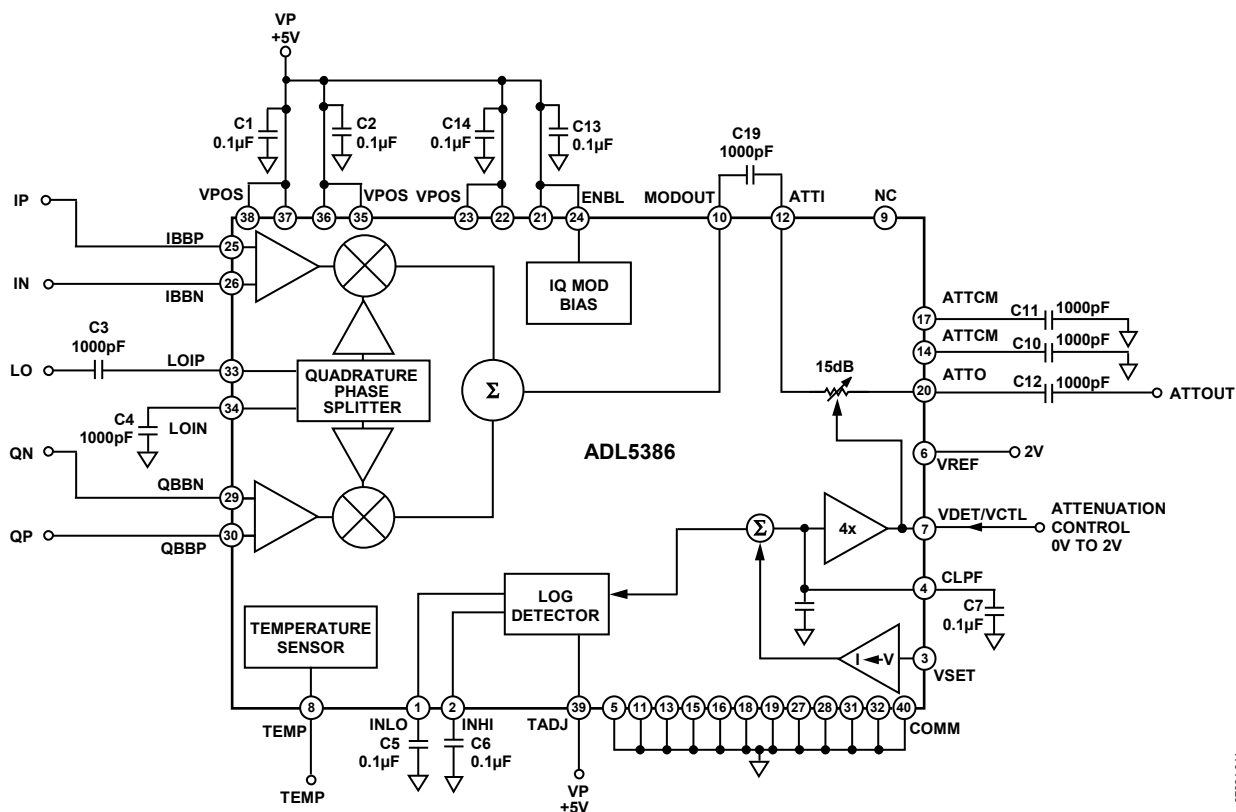 VP
+5V
C1
0.1µF
C2
0.1µF
C14
0.1µF
C13
0.1µF
C19
1000pF
VPOS
VPOS
VPOS
ENBL
MODOUT
ATTI
NC
38
37
36
35
23
22
21
24
10
12
9
IP
IBBP
25
IN
26
IBBN
IQ MOD
BIAS
C3
1000pF
LO
LOIP
33
QUADRATURE
PHASE
SPLITTER
34
LOIN
C4
1000pF
Σ
ATTCM
17
C11
1000pF
ATTCM
14
C10
1000pF
15dB
ATTO
20
C12
1000pF
ATTOUT
ADL5386
6
VREF
2V
QN
QBBN
29
QP
30
QBBP
Σ
4x
7
VDET/VCTL
ATTENUATION
CONTROL
0V TO 2V
4
CLPF
C7
0.1µF
LOG
DETECTOR
TEMPERATURE
SENSOR
I
V
3
VSET
8
1
2
39
5
11
13
15
16
18
19
27
28
31
32
40
TEMP
INLO
INHI
TADJ
COMM
C5
0.1µF
C6
0.1µF
TEMP
VP
+5V